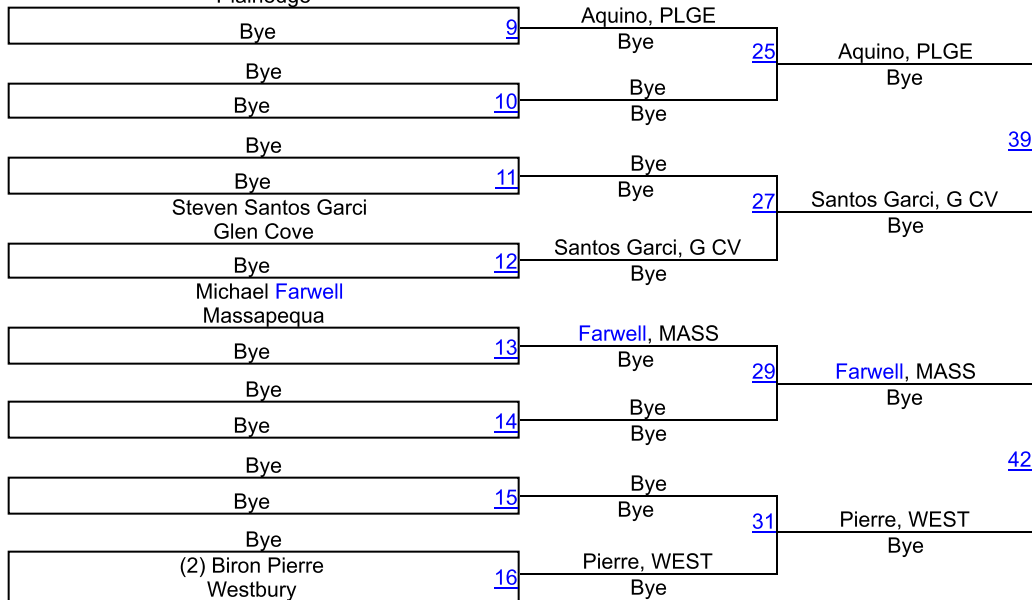 Bye
9
Bye
Bye
10
Bye
Bye
11
Steven Santos Garci
Glen Cove
Bye
12
Michael Farwell
Massapequa
Bye
13
Bye
Bye
14
Bye
Bye
15
Bye
(2) Biron Pierre
Westbury
16
Aquino, PLGE
Bye
25
Bye
Bye
Bye
Bye
27
Santos Garci, G CV
Bye
Farwell, MASS
Bye
29
Bye
Bye
Bye
Bye
31
Pierre, WEST
Bye
Aquino, PLGE
Bye
39
Santos Garci, G CV
Bye
Farwell, MASS
Bye
42
Pierre, WEST
Bye